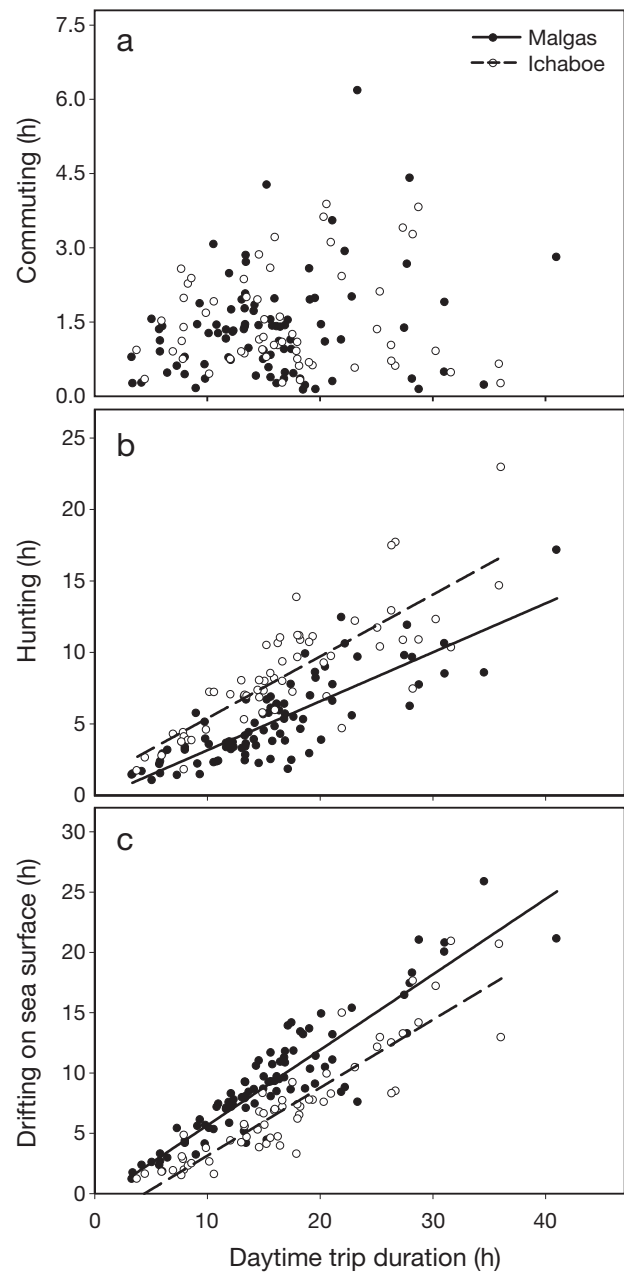 a
Malgas
Ichaboe
7.5
6.0
4.5
3.0
1.5
0.0
Commuting (h)
b
25
20
15
10
5
0
Hunting (h)
c
30
25
20
15
10
5
0
Drifting on sea surface (h)
0 10 20 30 40
Daytime trip duration (h)